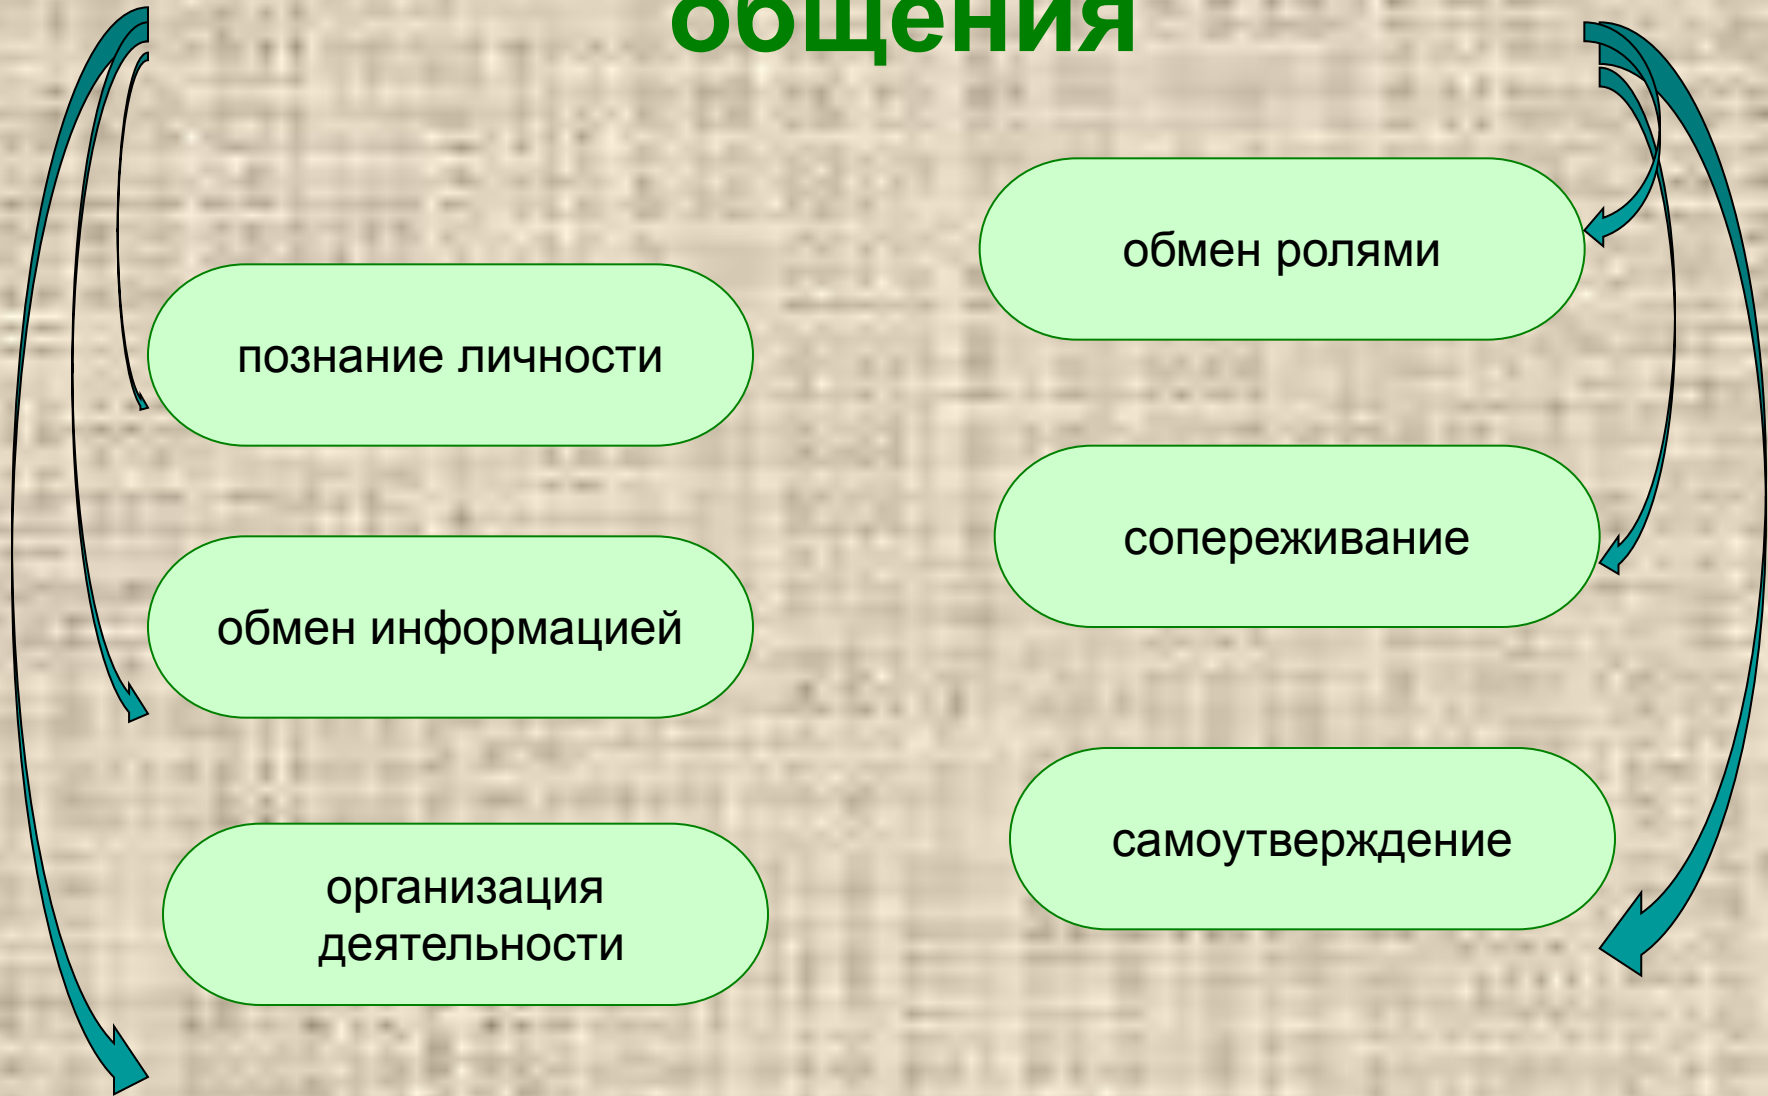 общения
познание личности
обмен информацией
организация
деятельности
обмен ролями
сопереживание
самоутверждение